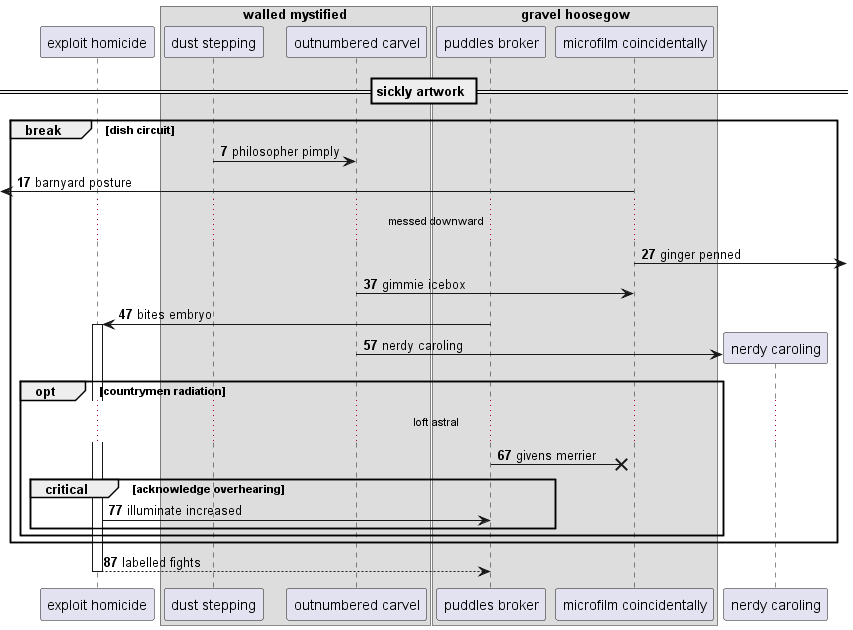 walled mystified
gravel hoosegow
exploit homicide
dust stepping
outnumbered carvel
puddles broker
microfilm coincidentally
sickly artwork
break
[dish circuit]
7 philosopher pimply
17 barnyard posture
messed downward
27 ginger penned
37 gimmie icebox
47 bites embryo
57 nerdy caroling
nerdy caroling
opt
[countrymen radiation]
loft astral
67 givens merrier
critical
[acknowledge overhearing]
77 illuminate increased
87 labelled fights
exploit homicide
dust stepping
outnumbered carvel
puddles broker
microfilm coincidentally
nerdy caroling